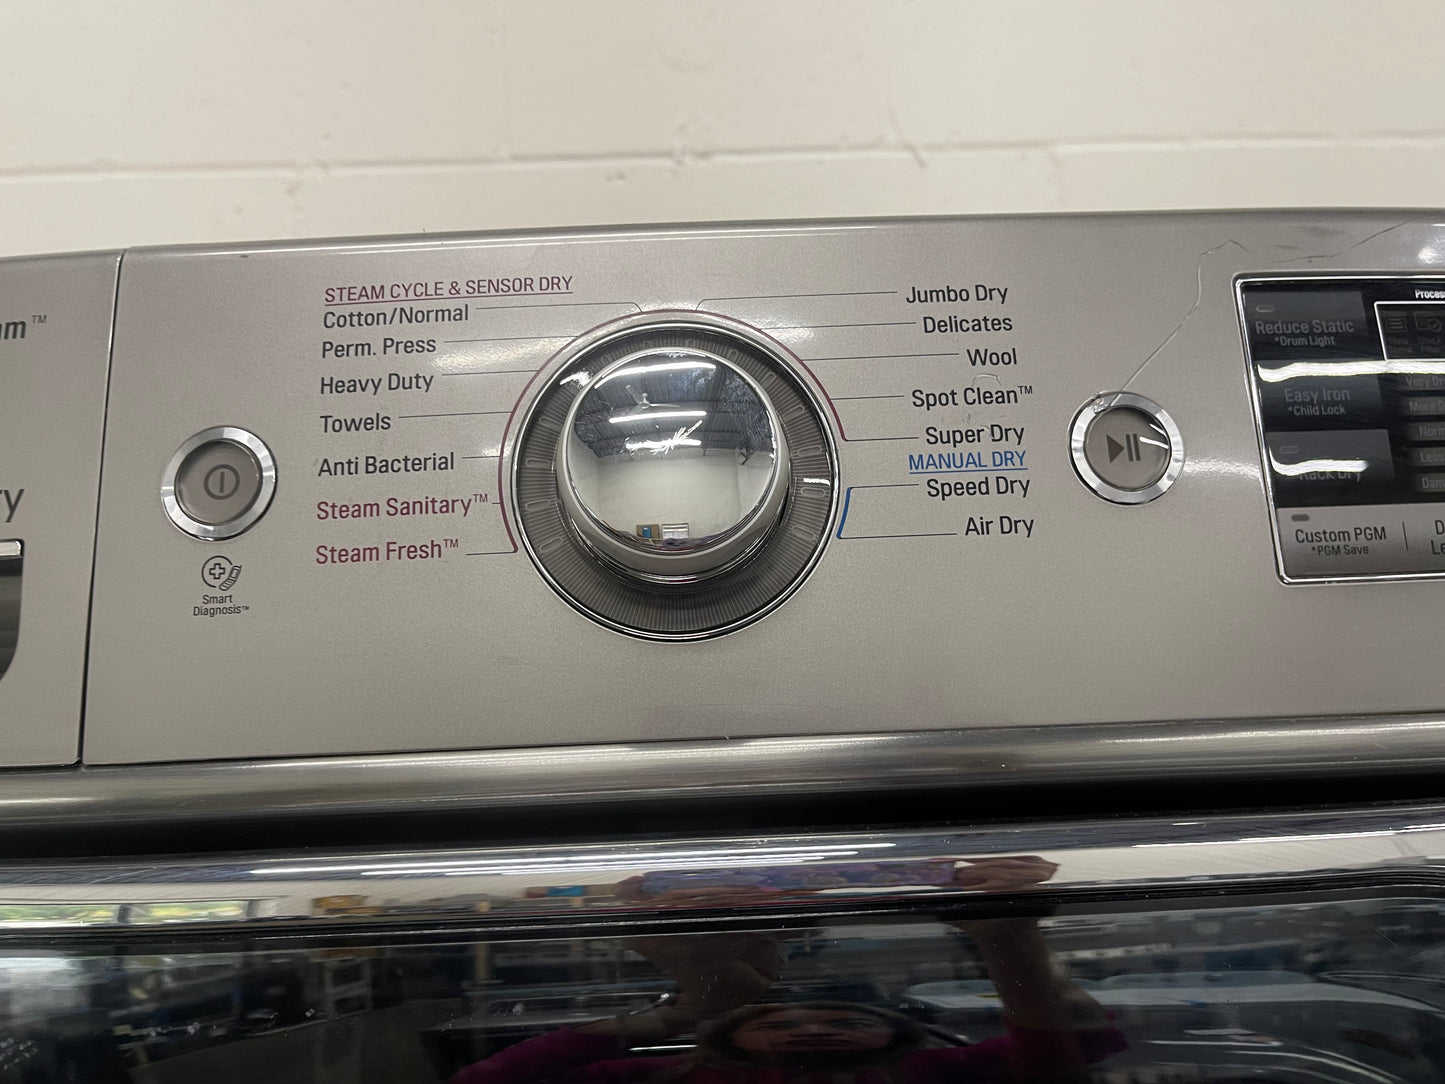 TM
STEAM CYCLE & SENSOR DRY
Cotton/Normal
Perm. Press
Heavy Duty
Towels
Anti Bacterial
Steam Sanitary™
Steam Fresh™
Smart
Diagnosis™
Jumbo Dry
Delicates
Wool
Spot Clean™
Super Dry
MANUAL DRY
Speed Dry
Air Dry
Reduce Static
*Drum Light
Easy Iron
*Child Lock
Rack Dry
Custom PGM
*PGM Save
Less